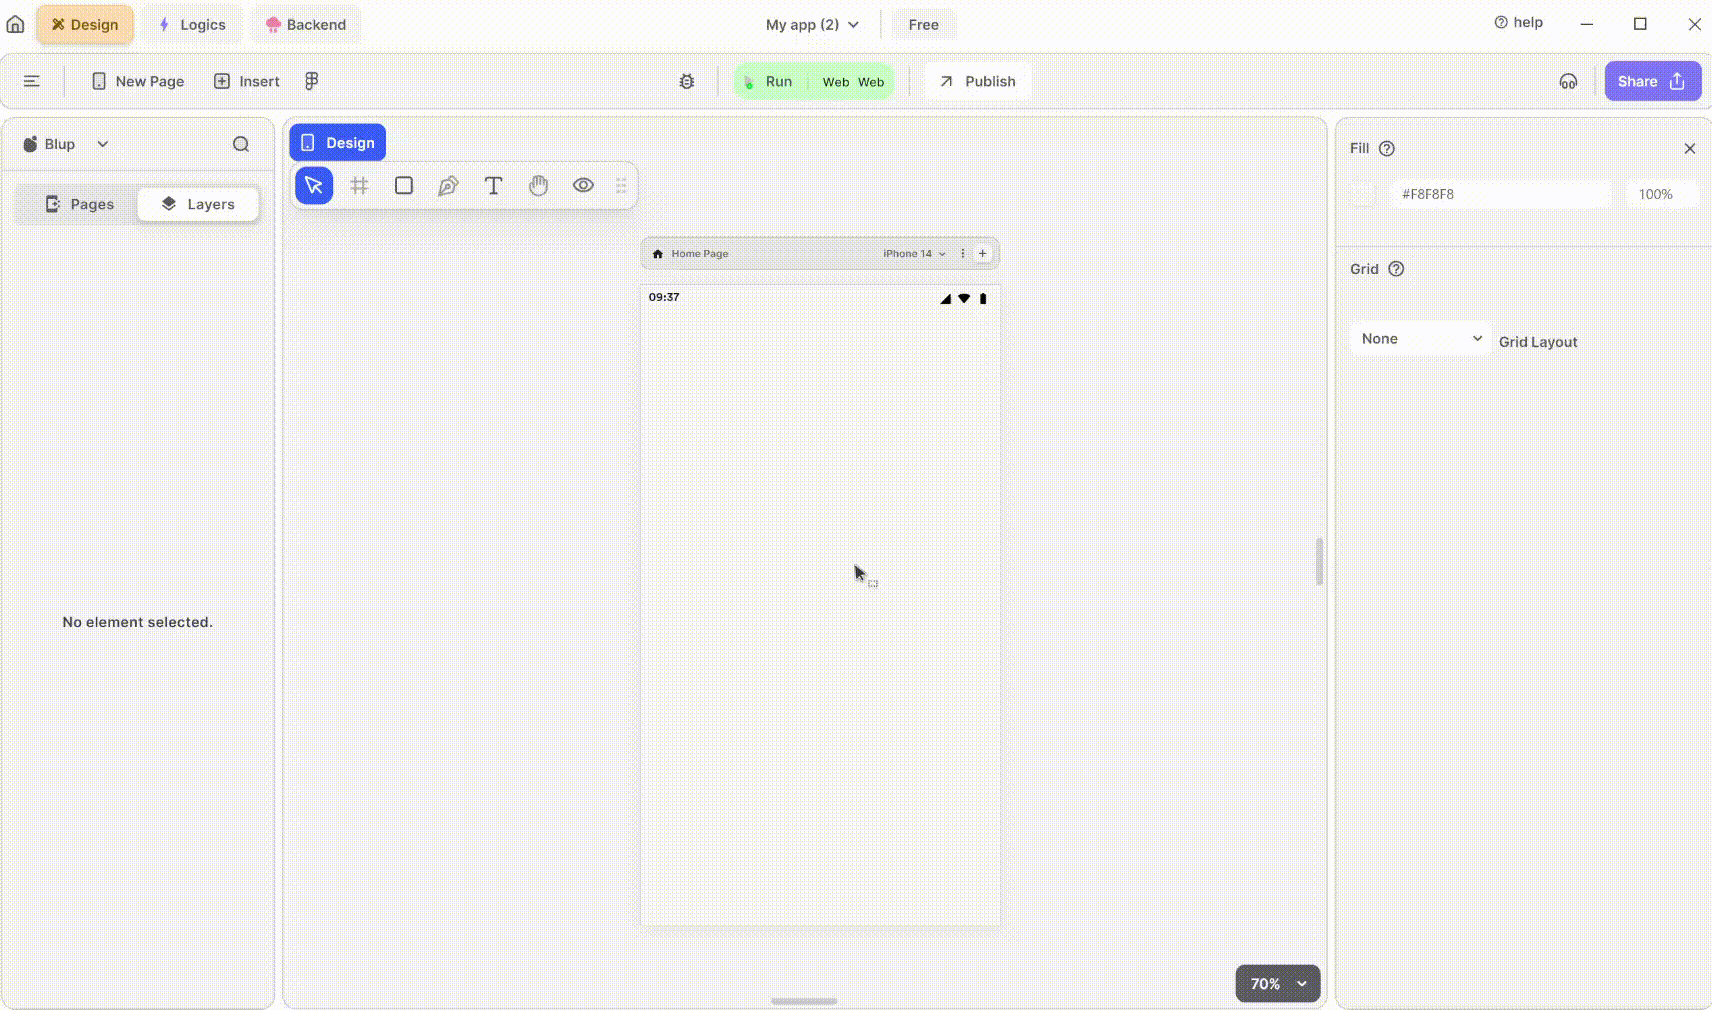 Design Logics Backend My app (2) Free help
New Page Insert Run Web Web Publish Share
Blup
Pages Layers
No element selected.
Design
Home Page iPhone 14
09:37
70%
Fill
#F8F8F8 100%
Grid
None Grid Layout